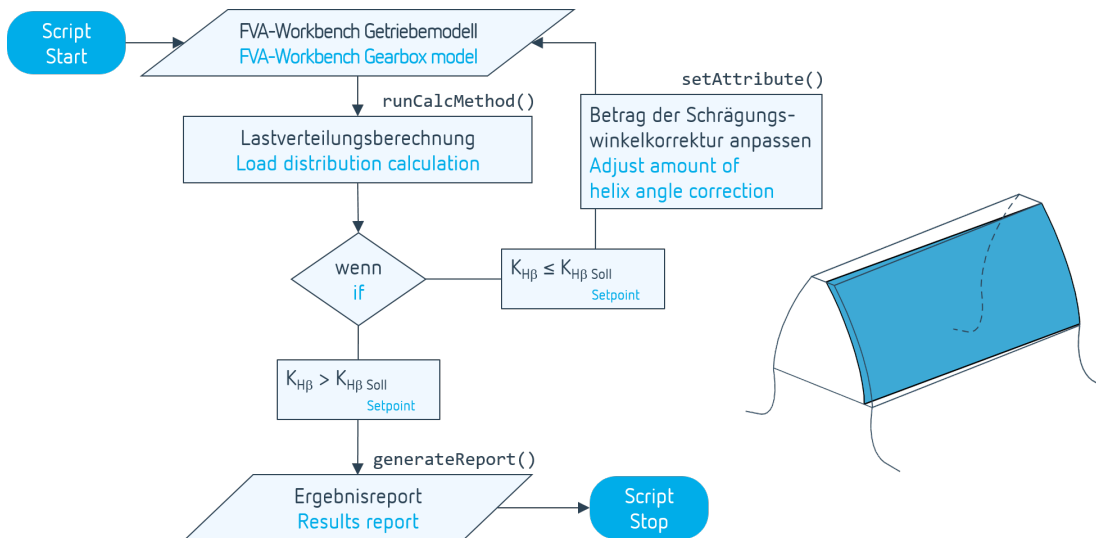 Script
Start
FVA-Workbench Getriebemodell
FVA-Workbench Gearbox model
runCalcMethod()
Lastverteilungsberechnung
Load distribution calculation
setAttribute()
Betrag der Schrägungs-
winkelkorrektur anpassen
Adjust amount of
helix angle correction
wenn
if
KHβ ≤ KHβ Soll
Setpoint
KHβ > KHβ Soll
Setpoint
generateReport()
Ergebnisreport
Results report
Script
Stop